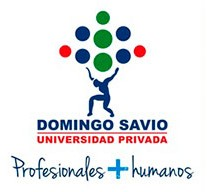 DOMINGO SAVIO
UNIVERSIDAD PRIVADA
Profesionales + humanos